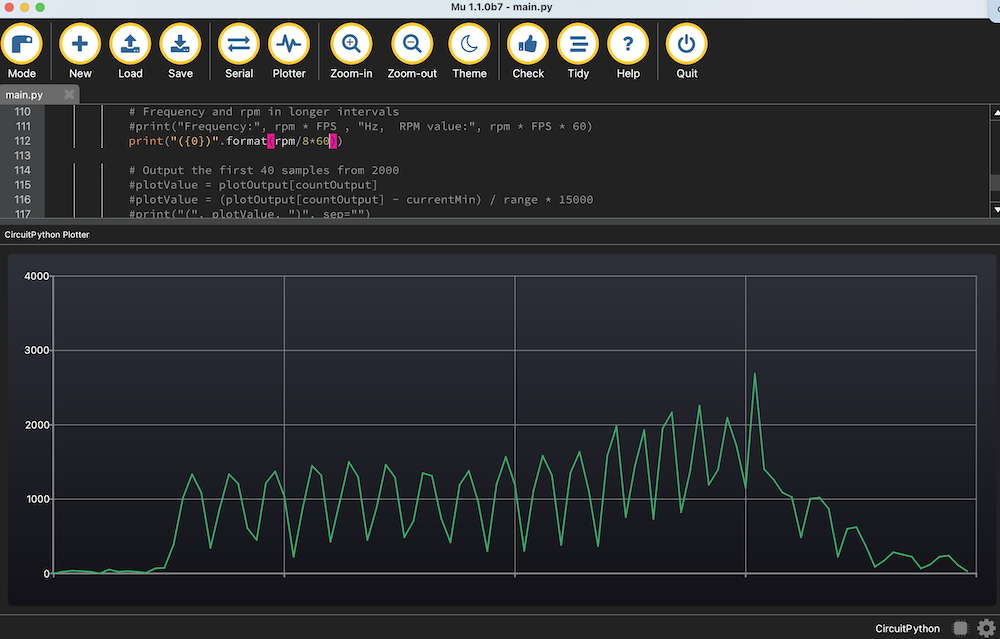 Mu 1.1.0b7 - main.py
Mode New Load Save Serial Plotter Zoom-in Zoom-out Theme Check Tidy Help Quit
main.py
110 # Frequency and rpm in longer intervals
111 #print("Frequency:", rpm * FPS , "Hz,  RPM value:", rpm * FPS * 60)
112 print("({0})".format(rpm/8*60))
113
114 # Output the first 40 samples from 2000
115 #plotValue = plotOutput[countOutput]
116 #plotValue = (plotOutput[countOutput] - currentMin) / range * 15000
117 #print("(", plotValue, ")", sep="")
CircuitPython Plotter
4000
3000
2000
1000
0
CircuitPython